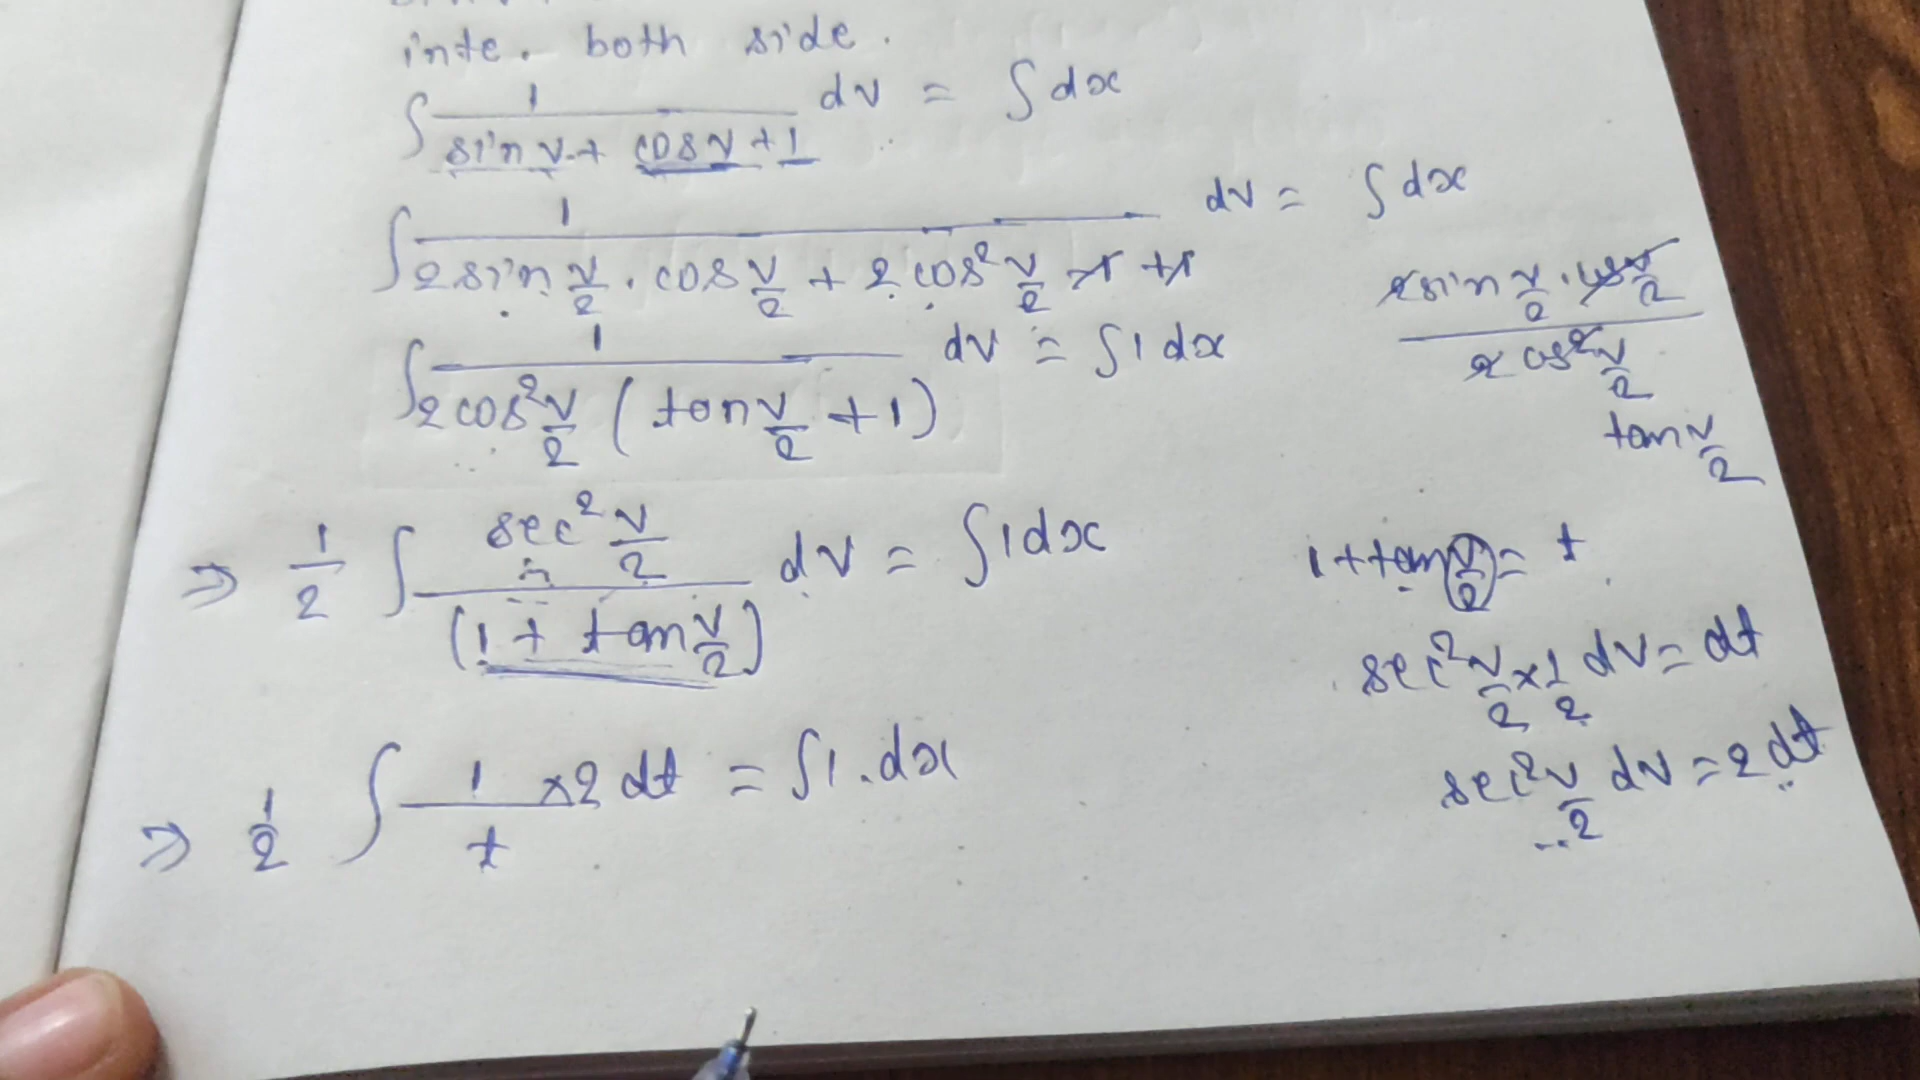 inte. both side.
∫ 1/(sin v + cos v + 1) dv = ∫ dx
∫ 1/(2 sin v/2 . cos v/2 + 2 cos² v/2 - 1 + 1) dv = ∫ dx
2 sin v/2 . cos v/2
2 cos² v/2
tan v/2
∫ 1/(2 cos² v/2 (tan v/2 + 1)) dv = ∫ 1 dx
⇒ 1/2 ∫ sec² v/2 / (1 + tan v/2) dv = ∫ 1 dx
1 + tan v/2 = t
sec² v/2 × 1/2 dv = dt
sec² v/2 dv = 2 dt
⇒ 1/2 ∫ 1/t × 2 dt = ∫ 1 . dx